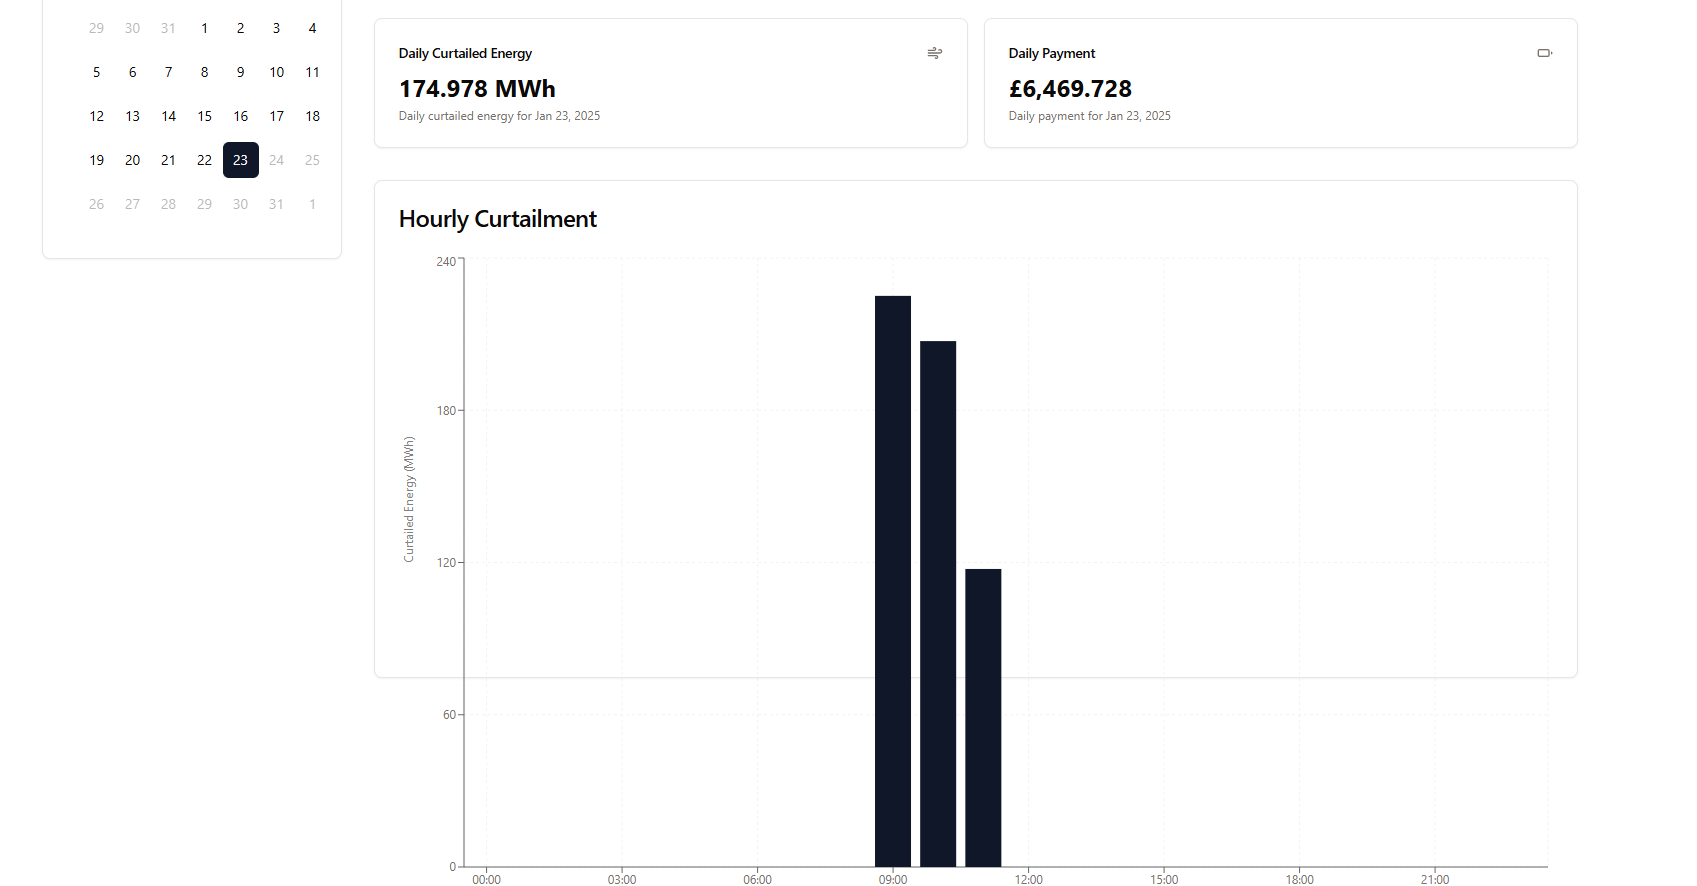 29 30 31 1 2 3 4
5 6 7 8 9 10 11
12 13 14 15 16 17 18
19 20 21 22 23 24 25
26 27 28 29 30 31 1
Daily Curtailed Energy
174.978 MWh
Daily curtailed energy for Jan 23, 2025
Daily Payment
£6,469.728
Daily payment for Jan 23, 2025
Hourly Curtailment
Curtailed Energy (MWh)
240
180
120
60
0
00:00 03:00 06:00 09:00 12:00 15:00 18:00 21:00